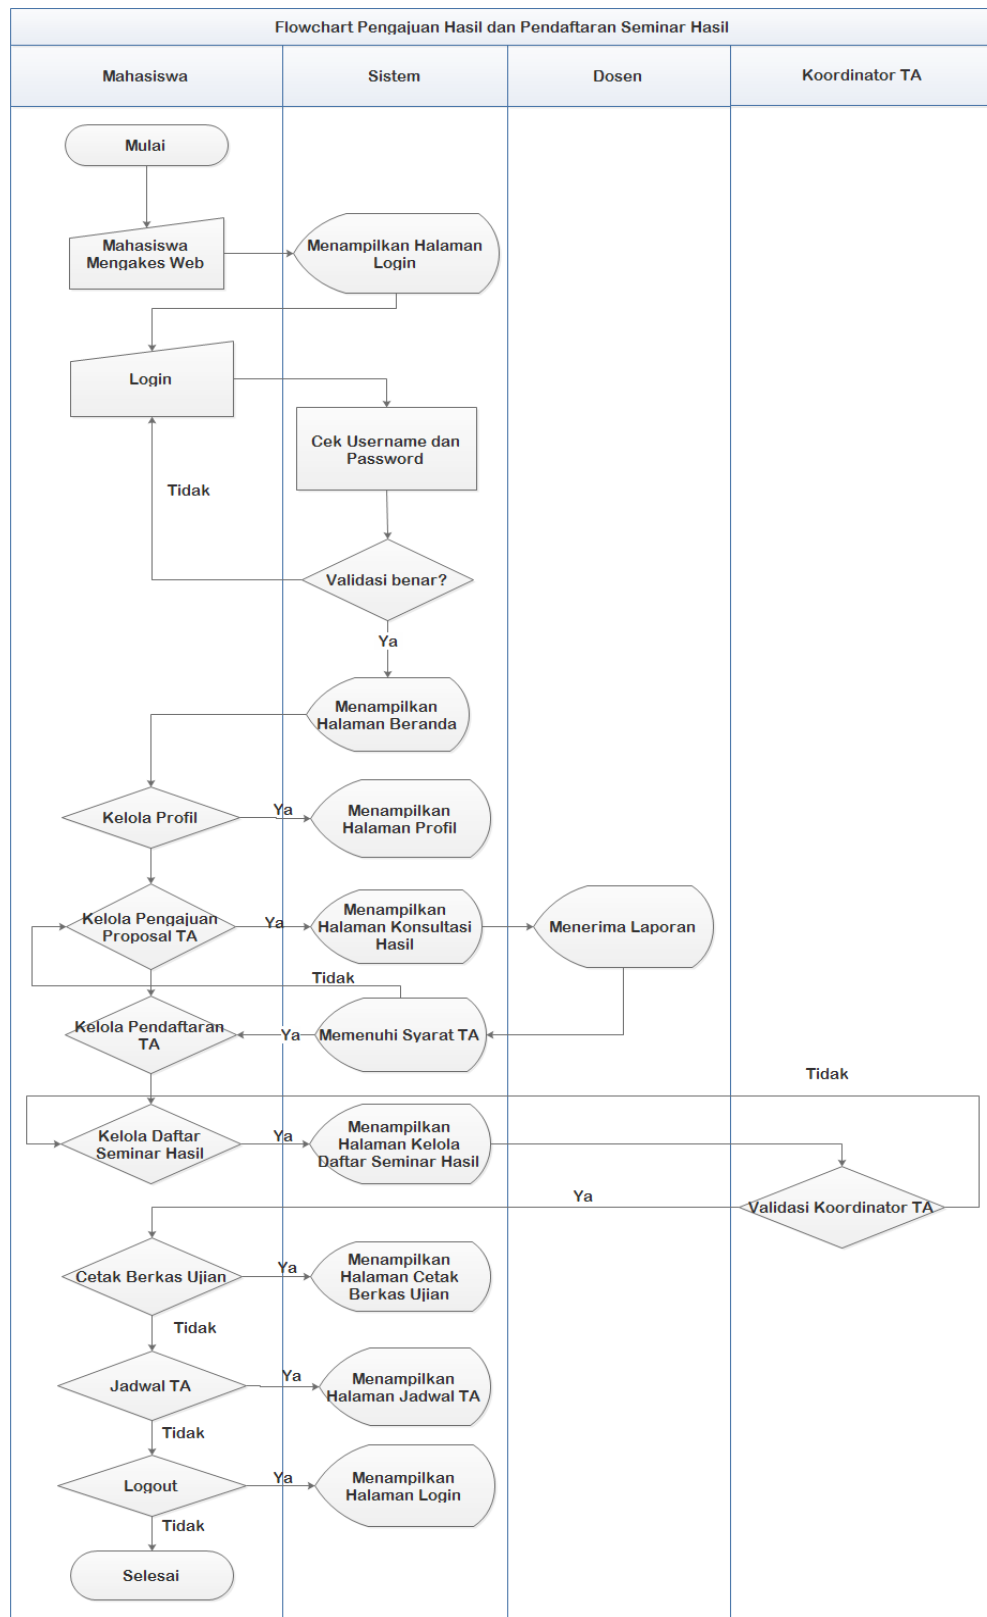 Flowchart Pengajuan Hasil dan Pendaftaran Seminar Hasil
Mahasiswa
Sistem
Dosen
Koordinator TA
Mulai
Mahasiswa
Mengakes Web
Menampilkan Halaman
Login
Login
Cek Username dan
Password
Tidak
Validasi benar?
Ya
Menampilkan
Halaman Beranda
Kelola Profil
Ya
Menampilkan
Halaman Profil
Kelola Pengajuan
Proposal TA
Ya
Menampilkan
Halaman Konsultasi
Hasil
Menerima Laporan
Tidak
Kelola Pendaftaran
TA
Ya
Memenuhi Syarat TA
Tidak
Kelola Daftar
Seminar Hasil
Ya
Menampilkan
Halaman Kelola
Daftar Seminar Hasil
Ya
Validasi Koordinator TA
Cetak Berkas Ujian
Ya
Menampilkan
Halaman Cetak
Berkas Ujian
Tidak
Jadwal TA
Ya
Menampilkan
Halaman Jadwal TA
Tidak
Logout
Ya
Menampilkan
Halaman Login
Tidak
Selesai